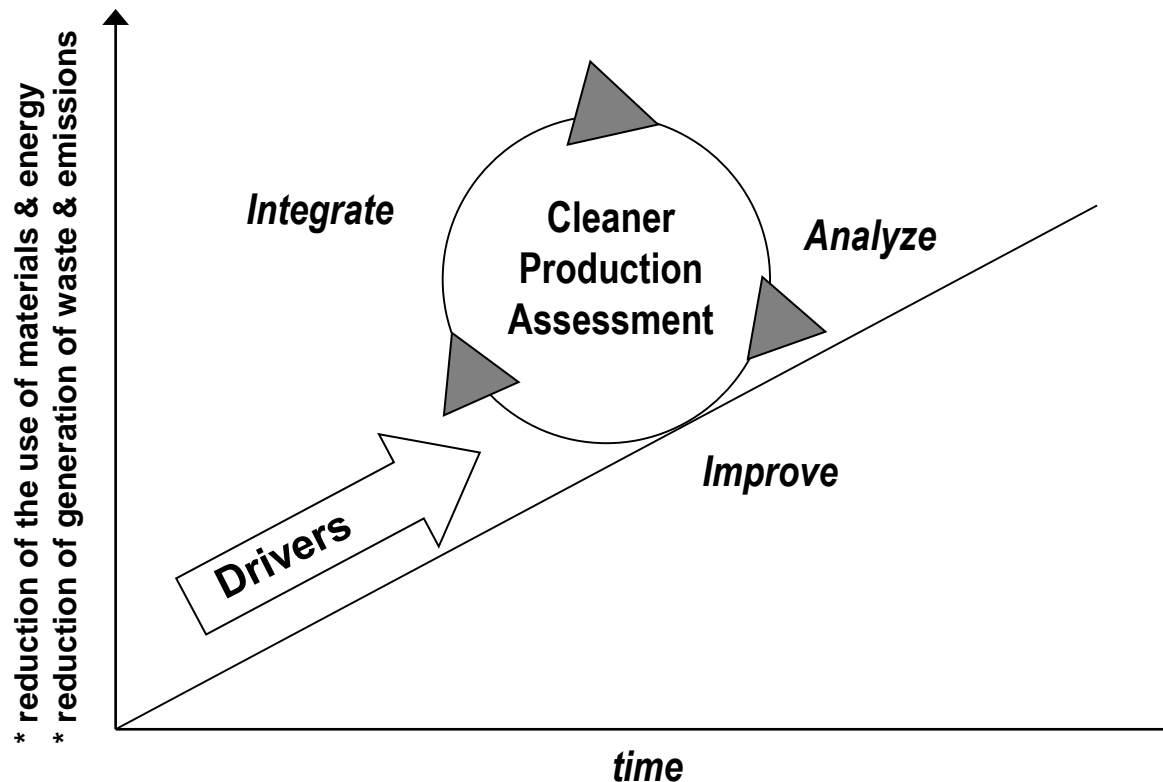 * reduction of the use of materials & energy
* reduction of generation of waste & emissions
Integrate
Cleaner
Production
Assessment
Analyze
Improve
Drivers
time